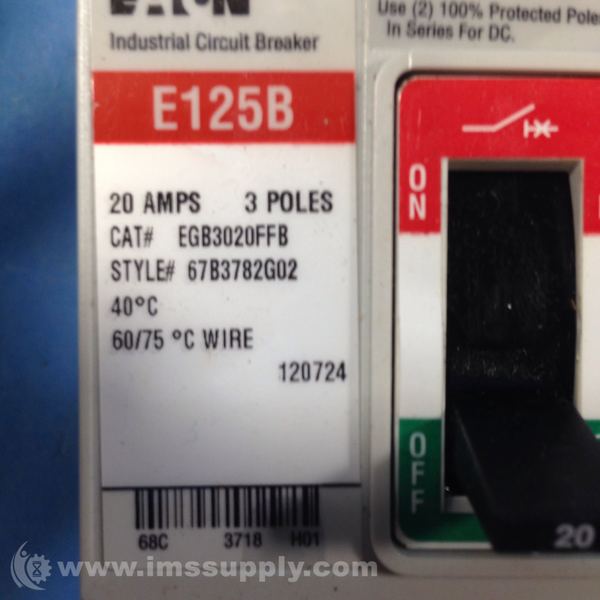 EATON
Industrial Circuit Breaker
Use (2) 100% Protected Poles
In Series For DC.
E125B
20 AMPS 3 POLES
CAT# EGB3020FFB
STYLE# 67B3782G02
40°C
60/75 °C WIRE
120724
68C 3718 H01
ON
OFF
20
www.imssupply.com